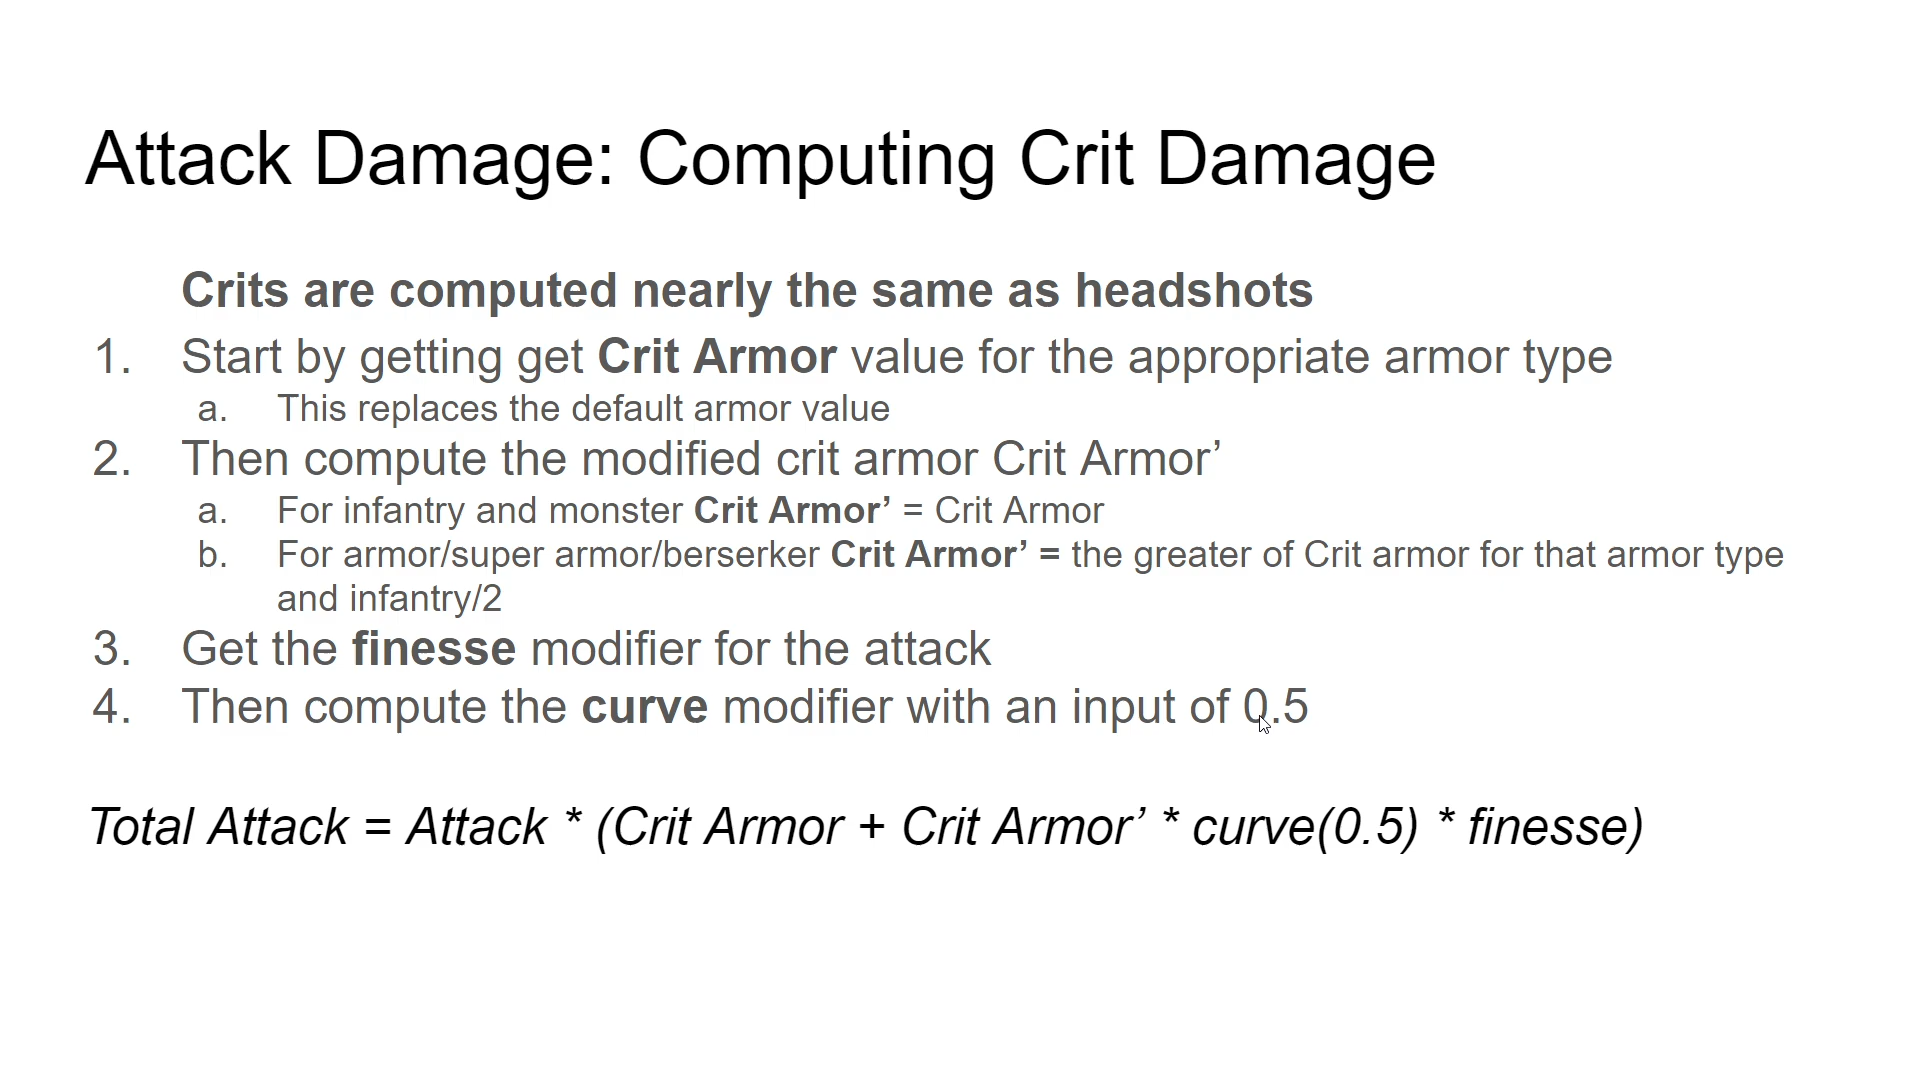 Attack Damage: Computing Crit Damage
Crits are computed nearly the same as headshots
1. Start by getting get Crit Armor value for the appropriate armor type
a. This replaces the default armor value
2. Then compute the modified crit armor Crit Armor’
a. For infantry and monster Crit Armor’ = Crit Armor
b. For armor/super armor/berserker Crit Armor’ = the greater of Crit armor for that armor type
and infantry/2
3. Get the finesse modifier for the attack
4. Then compute the curve modifier with an input of 0.5
Total Attack = Attack * (Crit Armor + Crit Armor’ * curve(0.5) * finesse)